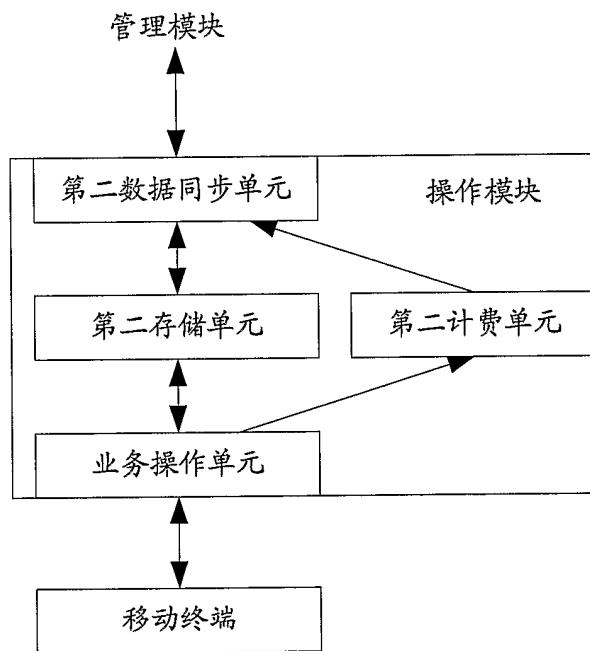 管理模块
第二数据同步单元
操作模块
第二存储单元
第二计费单元
业务操作单元
移动终端